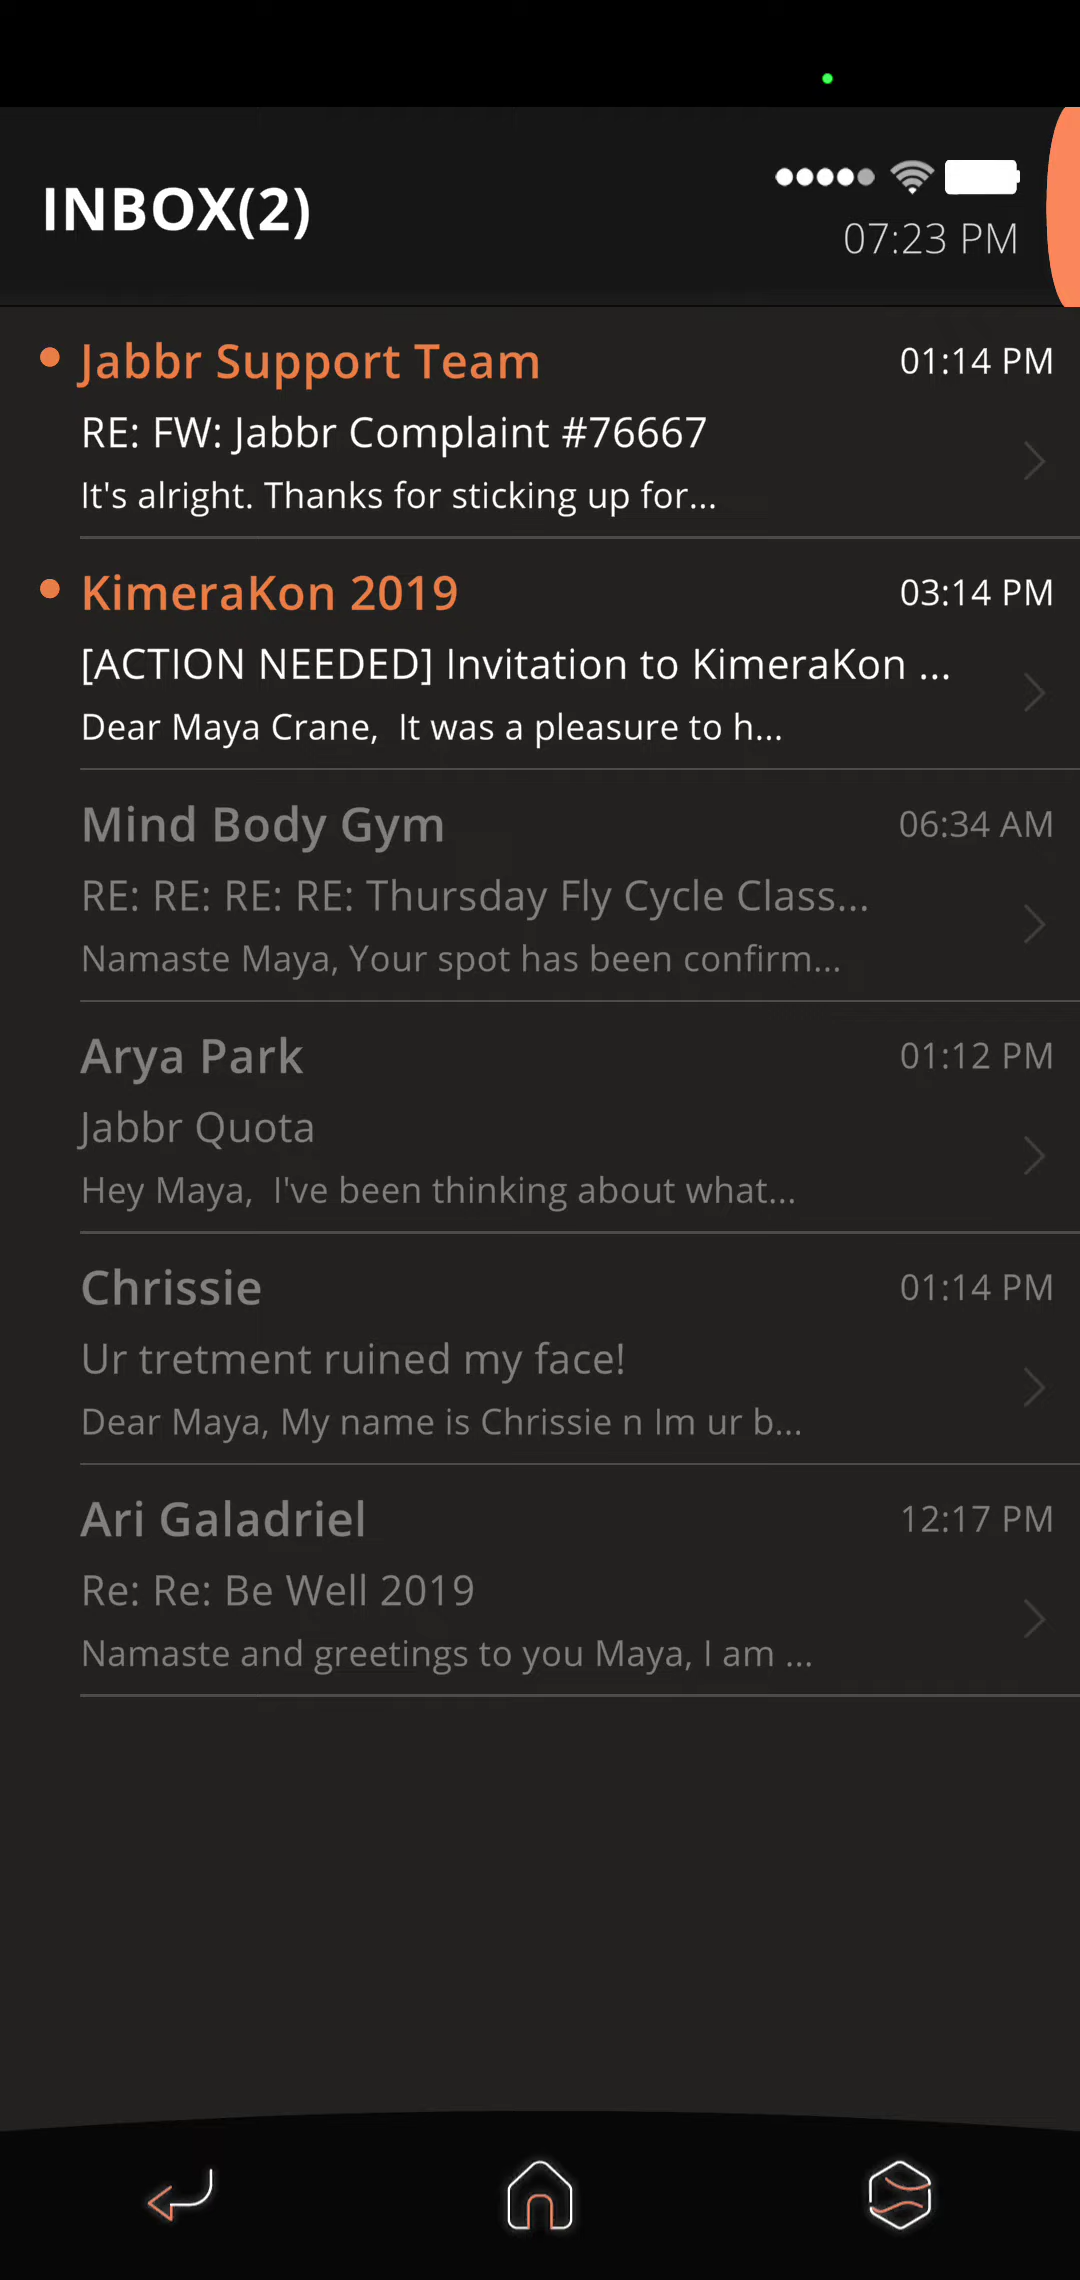 INBOX(2)
07:23 PM
Jabbr Support Team
01:14 PM
RE: FW: Jabbr Complaint #76667
It's alright. Thanks for sticking up for...
KimeraKon 2019
03:14 PM
[ACTION NEEDED] Invitation to KimeraKon ...
Dear Maya Crane,  It was a pleasure to h...
Mind Body Gym
06:34 AM
RE: RE: RE: RE: Thursday Fly Cycle Class...
Namaste Maya, Your spot has been confirm...
Arya Park
01:12 PM
Jabbr Quota
Hey Maya,  I've been thinking about what...
Chrissie
01:14 PM
Ur tretment ruined my face!
Dear Maya, My name is Chrissie n Im ur b...
Ari Galadriel
12:17 PM
Re: Re: Be Well 2019
Namaste and greetings to you Maya, I am ...